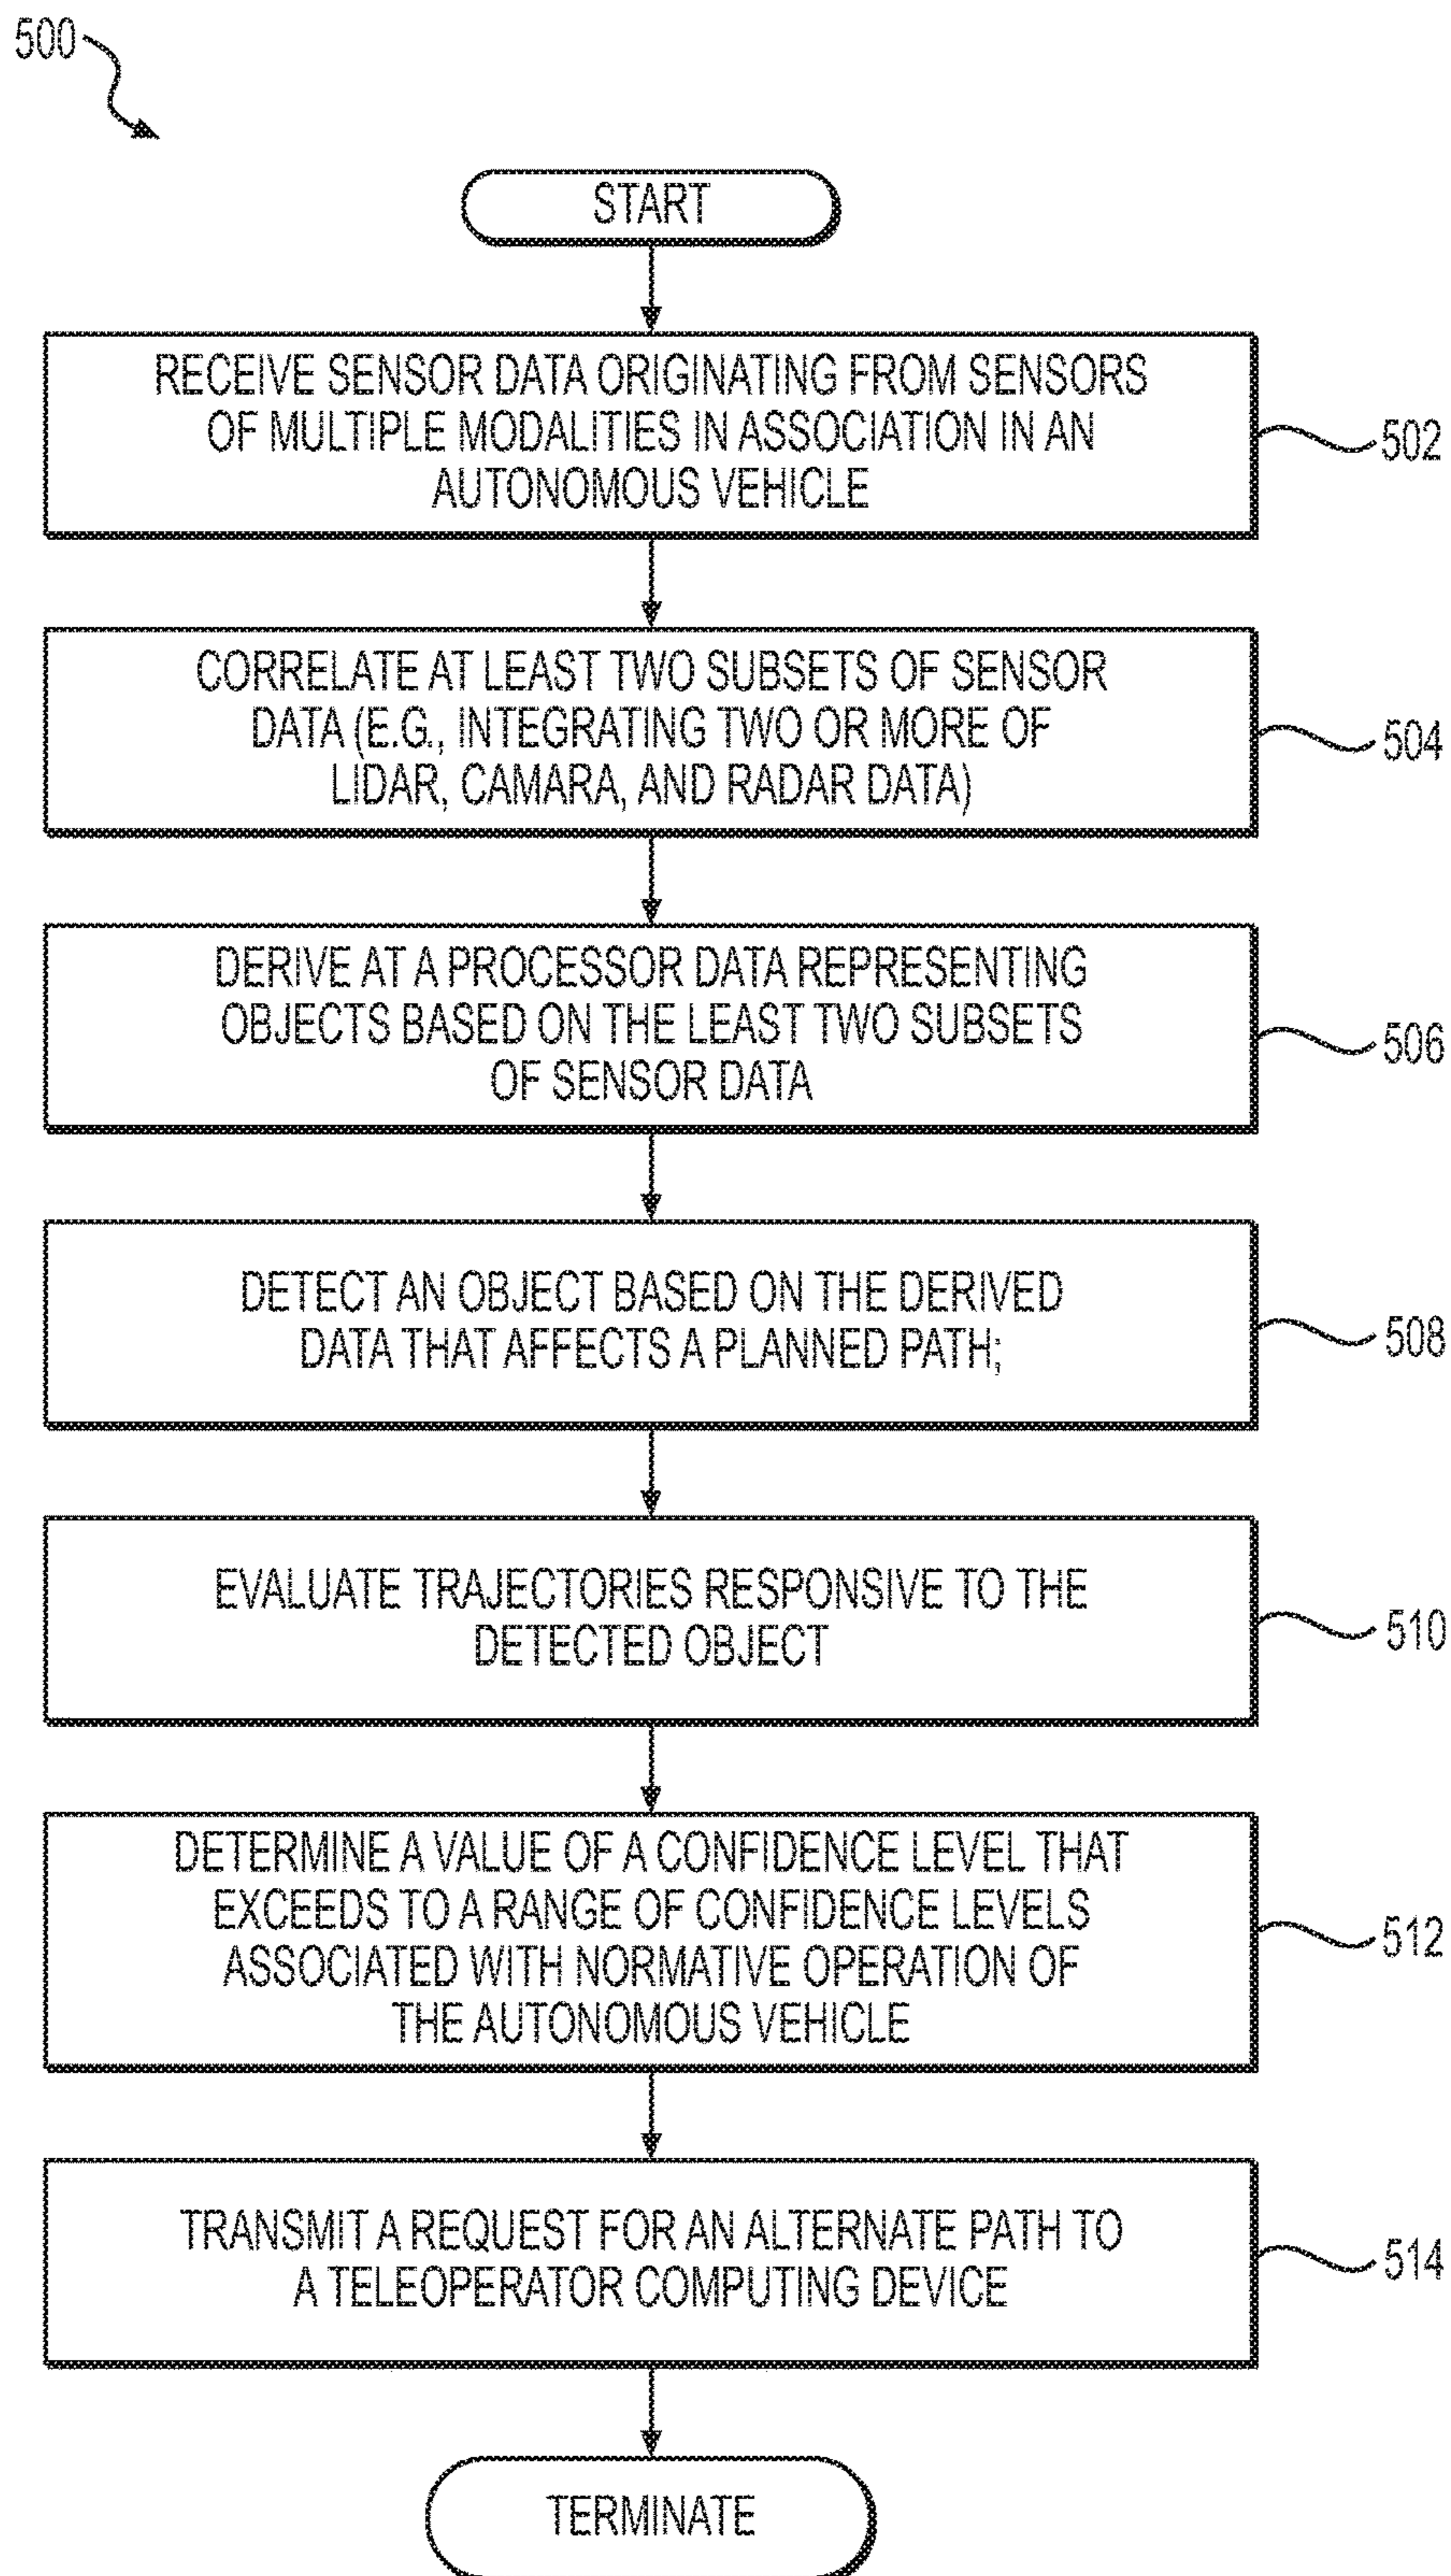 500
START
RECEIVE SENSOR DATA ORIGINATING FROM SENSORS
OF MULTIPLE MODALITIES IN ASSOCIATION IN AN
AUTONOMOUS VEHICLE
502
CORRELATE AT LEAST TWO SUBSETS OF SENSOR
DATA (E.G., INTEGRATING TWO OR MORE OF
LIDAR, CAMARA, AND RADAR DATA)
504
DERIVE AT A PROCESSOR DATA REPRESENTING
OBJECTS BASED ON THE LEAST TWO SUBSETS
OF SENSOR DATA
506
DETECT AN OBJECT BASED ON THE DERIVED
DATA THAT AFFECTS A PLANNED PATH;
508
EVALUATE TRAJECTORIES RESPONSIVE TO THE
DETECTED OBJECT
510
DETERMINE A VALUE OF A CONFIDENCE LEVEL THAT
EXCEEDS TO A RANGE OF CONFIDENCE LEVELS
ASSOCIATED WITH NORMATIVE OPERATION OF
THE AUTONOMOUS VEHICLE
512
TRANSMIT A REQUEST FOR AN ALTERNATE PATH TO
A TELEOPERATOR COMPUTING DEVICE
514
TERMINATE